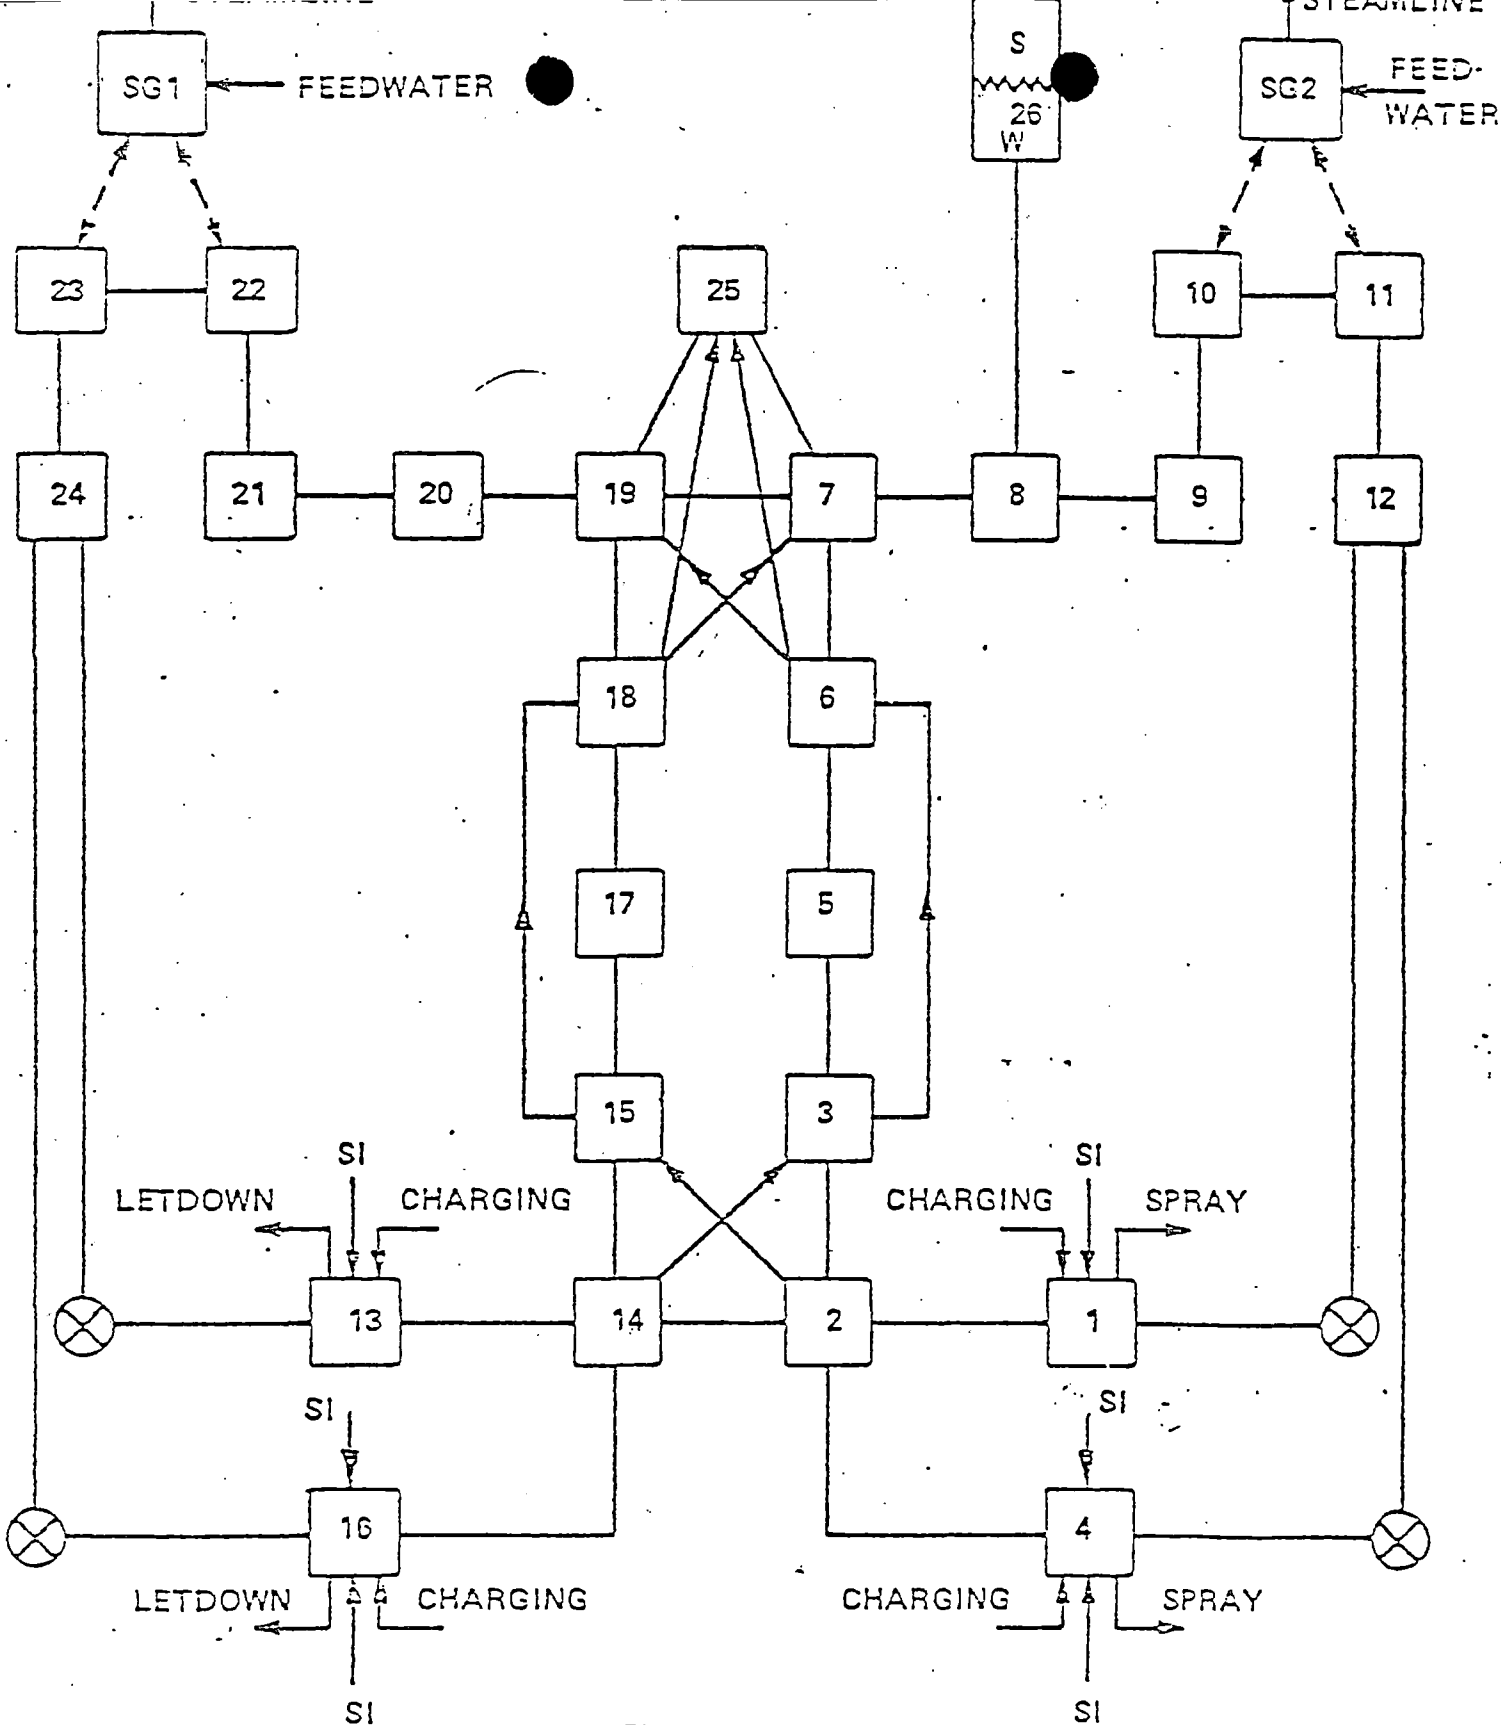 STEAMLINE
STEAMLINE
SG1
FEEDWATER
S
26
W
SG2
FEED-
WATER
23
22
25
10
11
24
21
20
19
7
8
9
12
18
6
17
5
15
3
SI
SI
LETDOWN
CHARGING
CHARGING
SPRAY
13
14
2
1
SI
SI
16
4
LETDOWN
CHARGING
CHARGING
SPRAY
SI
SI